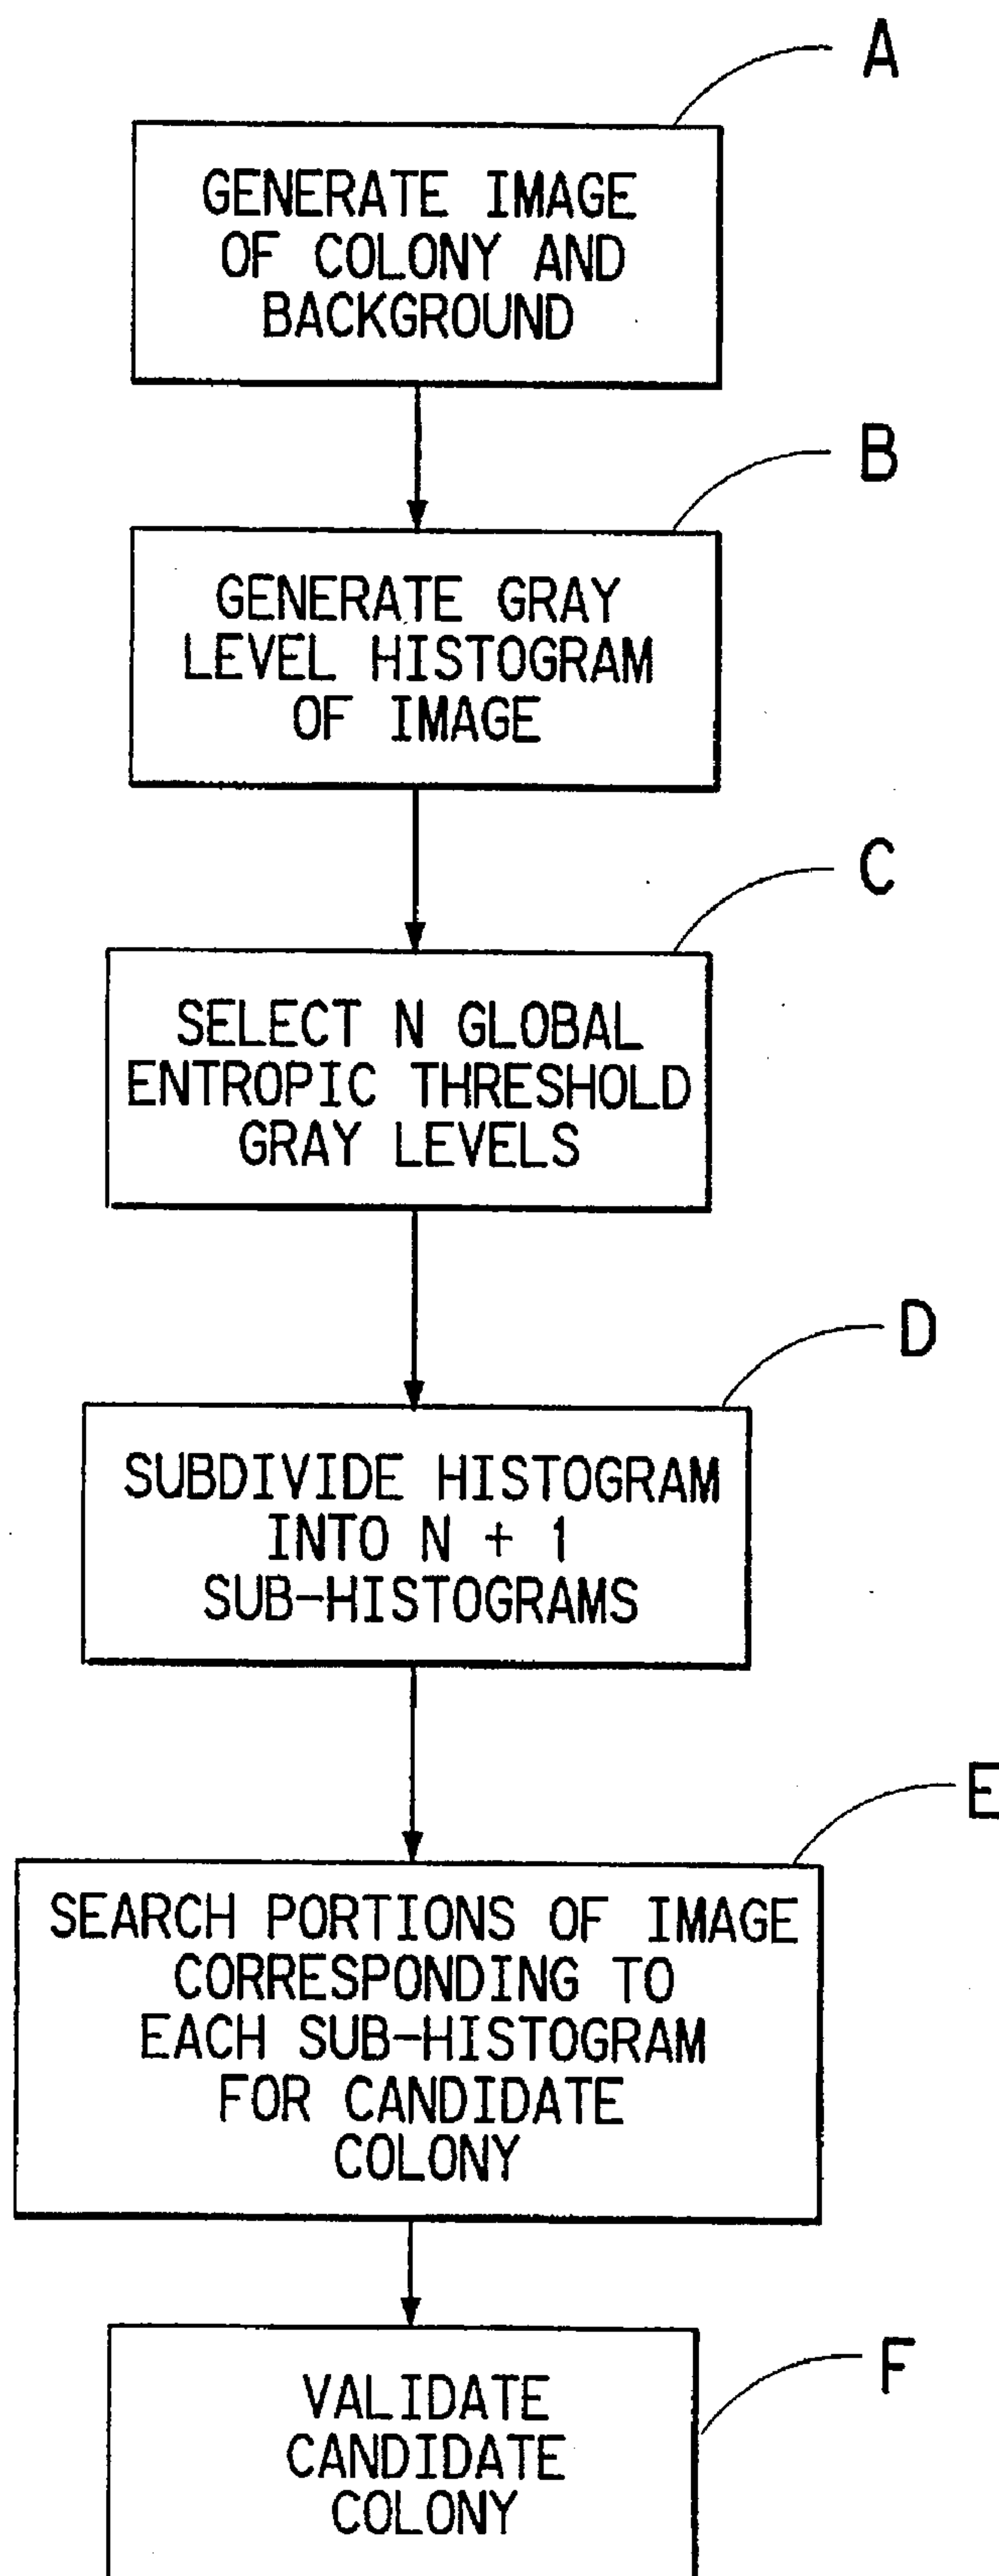 A
GENERATE IMAGE
OF COLONY AND
BACKGROUND
B
GENERATE GRAY
LEVEL HISTOGRAM
OF IMAGE
C
SELECT N GLOBAL
ENTROPIC THRESHOLD
GRAY LEVELS
D
SUBDIVIDE HISTOGRAM
INTO N + 1
SUB-HISTOGRAMS
E
SEARCH PORTIONS OF IMAGE
CORRESPONDING TO
EACH SUB-HISTOGRAM
FOR CANDIDATE
COLONY
F
VALIDATE
CANDIDATE
COLONY